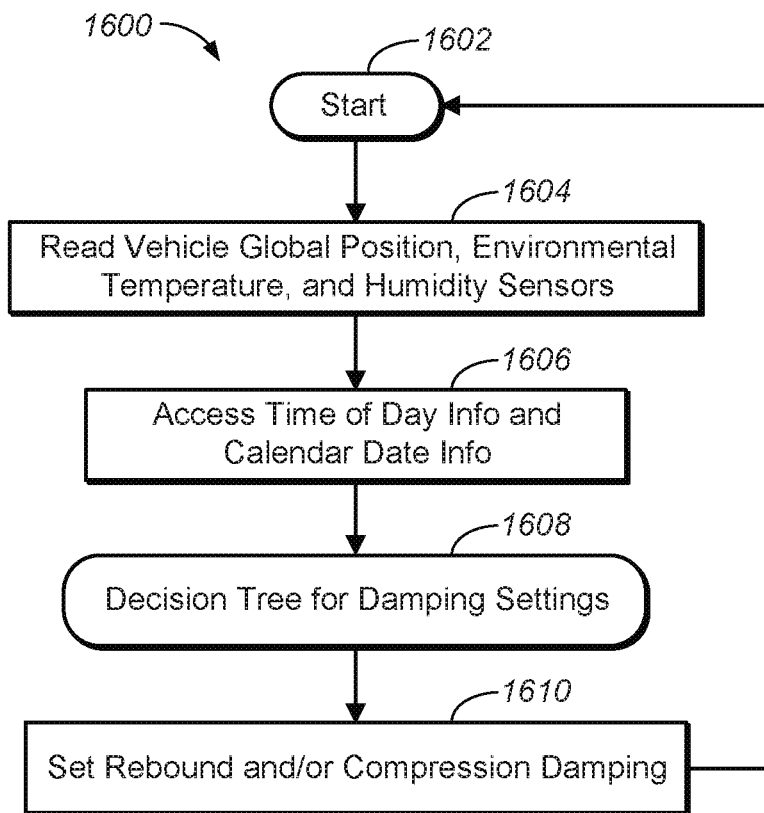 1600
1602
Start
1604
Read Vehicle Global Position, Environmental
Temperature, and Humidity Sensors
1606
Access Time of Day Info and
Calendar Date Info
1608
Decision Tree for Damping Settings
1610
Set Rebound and/or Compression Damping